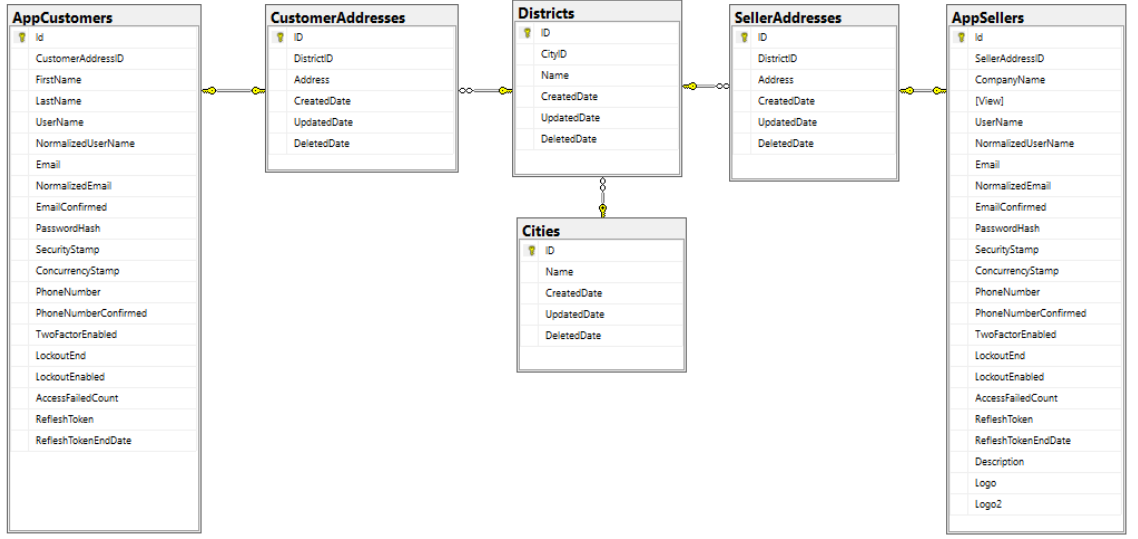 AppCustomers
Id
CustomerAddressID
FirstName
LastName
UserName
NormalizedUserName
Email
NormalizedEmail
EmailConfirmed
PasswordHash
SecurityStamp
ConcurrencyStamp
PhoneNumber
PhoneNumberConfirmed
TwoFactorEnabled
LockoutEnd
LockoutEnabled
AccessFailedCount
RefleshToken
RefleshTokenEndDate
CustomerAddresses
ID
DistrictID
Address
CreatedDate
UpdatedDate
DeletedDate
Districts
ID
CityID
Name
CreatedDate
UpdatedDate
DeletedDate
Cities
ID
Name
CreatedDate
UpdatedDate
DeletedDate
SellerAddresses
ID
DistrictID
Address
CreatedDate
UpdatedDate
DeletedDate
AppSellers
Id
SellerAddressID
CompanyName
[View]
UserName
NormalizedUserName
Email
NormalizedEmail
EmailConfirmed
PasswordHash
SecurityStamp
ConcurrencyStamp
PhoneNumber
PhoneNumberConfirmed
TwoFactorEnabled
LockoutEnd
LockoutEnabled
AccessFailedCount
RefleshToken
RefleshTokenEndDate
Description
Logo
Logo2